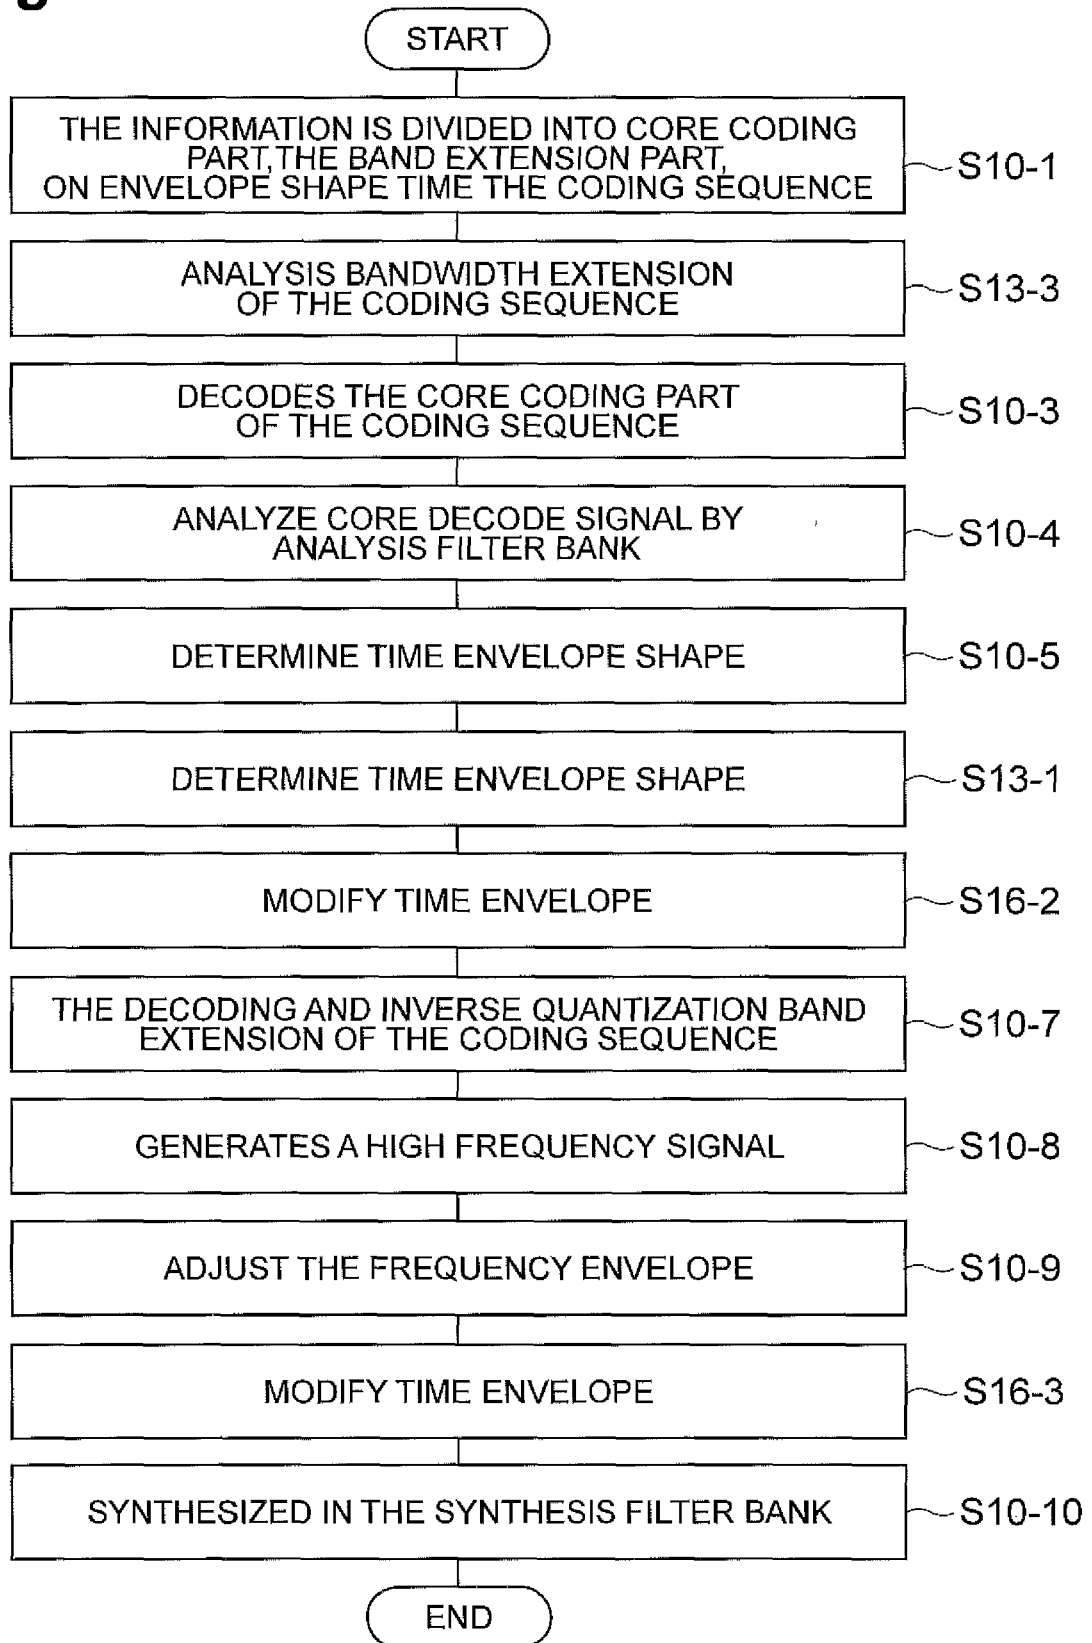 START
THE INFORMATION IS DIVIDED INTO CORE CODING
PART, THE BAND EXTENSION PART,
ON ENVELOPE SHAPE TIME THE CODING SEQUENCE
S10-1
ANALYSIS BANDWIDTH EXTENSION
OF THE CODING SEQUENCE
S13-3
DECODES THE CORE CODING PART
OF THE CODING SEQUENCE
S10-3
ANALYZE CORE DECODE SIGNAL BY
ANALYSIS FILTER BANK
S10-4
DETERMINE TIME ENVELOPE SHAPE
S10-5
DETERMINE TIME ENVELOPE SHAPE
S13-1
MODIFY TIME ENVELOPE
S16-2
THE DECODING AND INVERSE QUANTIZATION BAND
EXTENSION OF THE CODING SEQUENCE
S10-7
GENERATES A HIGH FREQUENCY SIGNAL
S10-8
ADJUST THE FREQUENCY ENVELOPE
S10-9
MODIFY TIME ENVELOPE
S16-3
SYNTHESIZED IN THE SYNTHESIS FILTER BANK
S10-10
END